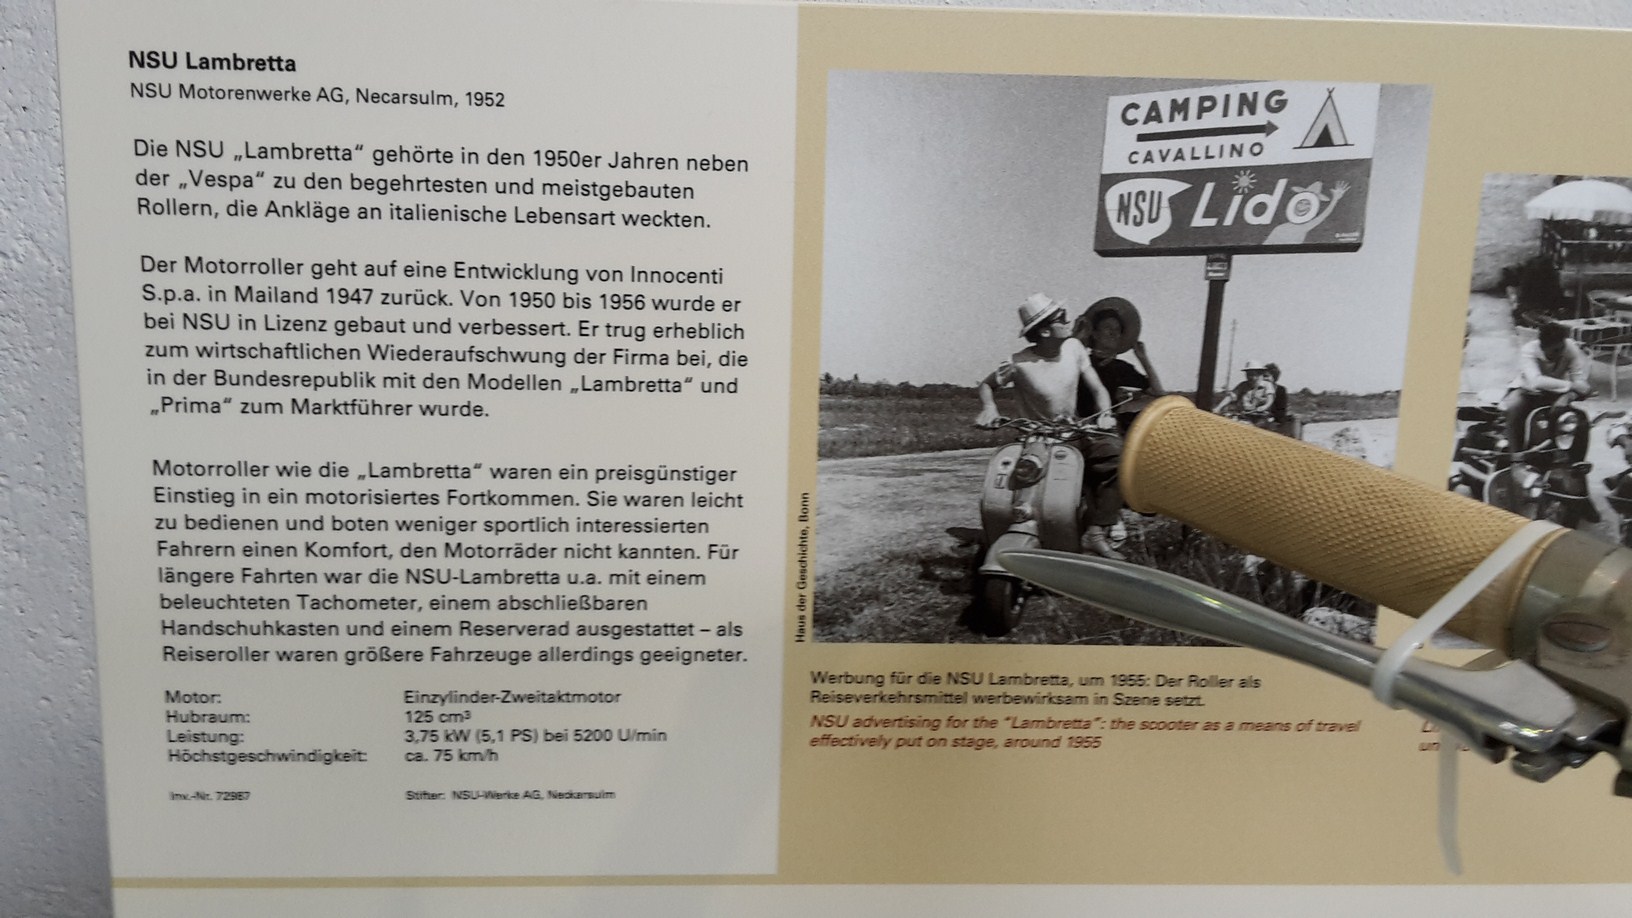 NSU Lambretta
NSU Motorenwerke AG, Necarsulm, 1952
Die NSU „Lambretta“ gehörte in den 1950er Jahren neben
der „Vespa“ zu den begehrtesten und meistgebauten
Rollern, die Ankläge an italienische Lebensart weckten.
Der Motorroller geht auf eine Entwicklung von Innocenti
S.p.a. in Mailand 1947 zurück. Von 1950 bis 1956 wurde er
bei NSU in Lizenz gebaut und verbessert. Er trug erheblich
zum wirtschaftlichen Wiederaufschwung der Firma bei, die
in der Bundesrepublik mit den Modellen „Lambretta“ und
„Prima“ zum Marktführer wurde.
Motorroller wie die „Lambretta“ waren ein preisgünstiger
Einstieg in ein motorisiertes Fortkommen. Sie waren leicht
zu bedienen und boten weniger sportlich interessierten
Fahrern einen Komfort, den Motorräder nicht kannten. Für
längere Fahrten war die NSU-Lambretta u.a. mit einem
beleuchteten Tachometer, einem abschließbaren
Handschuhkasten und einem Reserverad ausgestattet – als
Reiseroller waren größere Fahrzeuge allerdings geeigneter.
Motor: Einzylinder-Zweitaktmotor
Hubraum: 125 cm³
Leistung: 3,75 kW (5,1 PS) bei 5200 U/min
Höchstgeschwindigkeit: ca. 75 km/h
Inv.-Nr. 72987 Stifter: NSU-Werke AG, Neckarsulm
CAMPING
CAVALLINO
NSU Lido
Haus der Geschichte, Bonn
Werbung für die NSU Lambretta, um 1955: Der Roller als
Reiseverkehrsmittel werbewirksam in Szene setzt.
NSU advertising for the "Lambretta": the scooter as a means of travel
effectively put on stage, around 1955